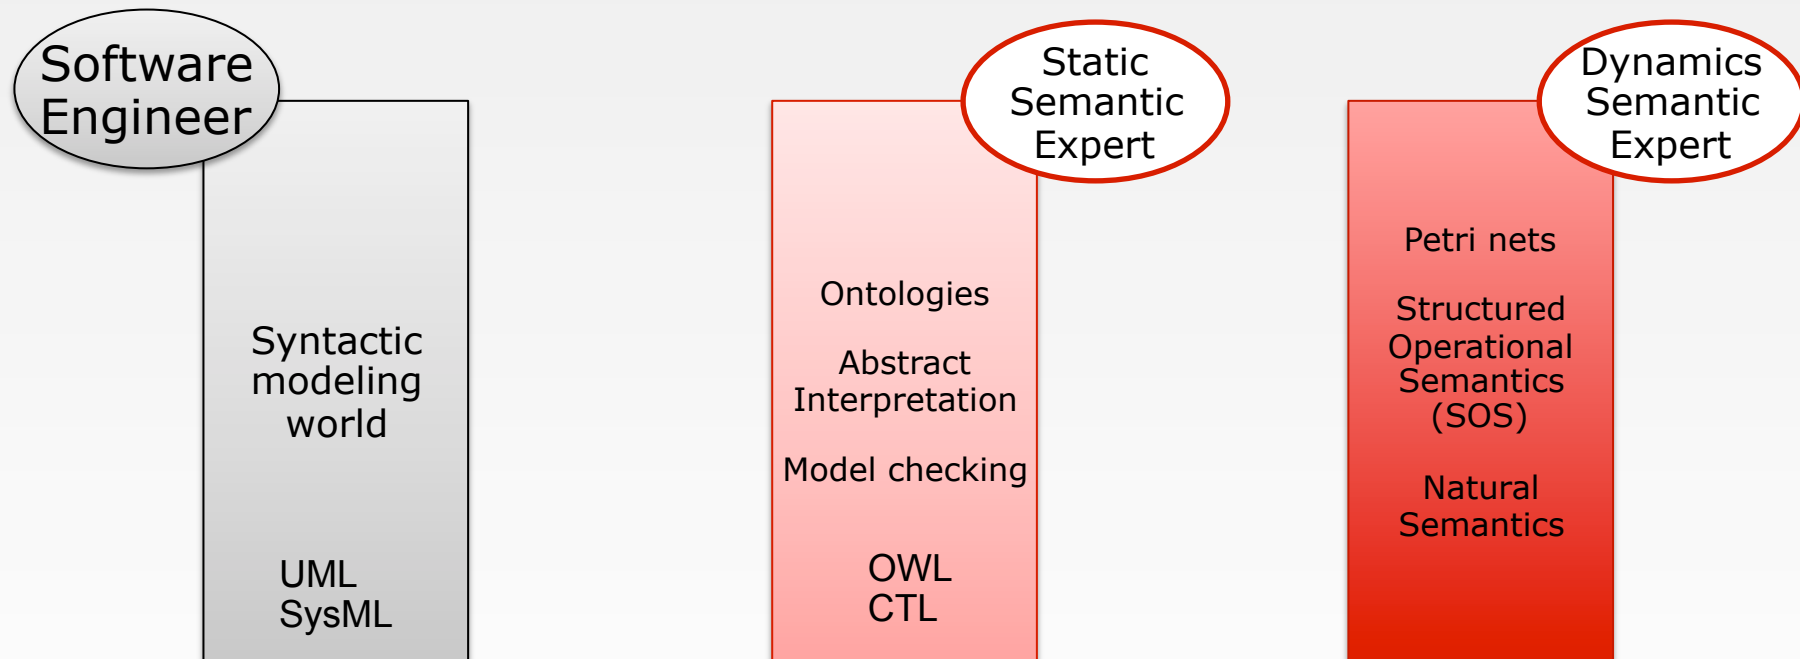 Software
Engineer
Syntactic
modeling
world
UML
SysML
Static
Semantic
Expert
Ontologies
Abstract
Interpretation
Model checking
OWL
CTL
Dynamics
Semantic
Expert
Petri nets
Structured
Operational
Semantics
(SOS)
Natural
Semantics